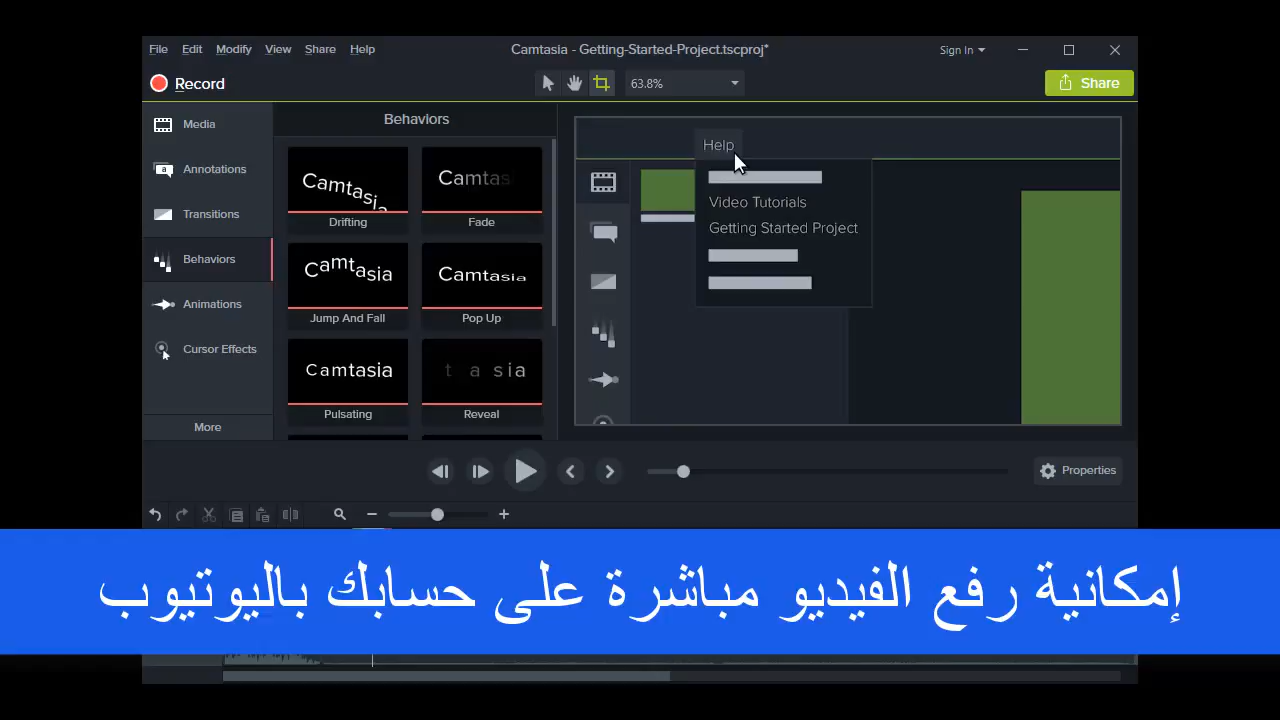 File Edit Modify View Share Help Camtasia - Getting-Started-Project.tscproj* Sign In
Record 63.8% Share
Media
Annotations
Transitions
Behaviors
Animations
Cursor Effects
More
Behaviors
Camtasia Camtas
Drifting Fade
Camtasia Camtasia
Jump And Fall Pop Up
Camtasia t a s i a
Pulsating Reveal
Help
Video Tutorials
Getting Started Project
Properties
إمكانية رفع الفيديو مباشرة على حسابك باليوتيوب